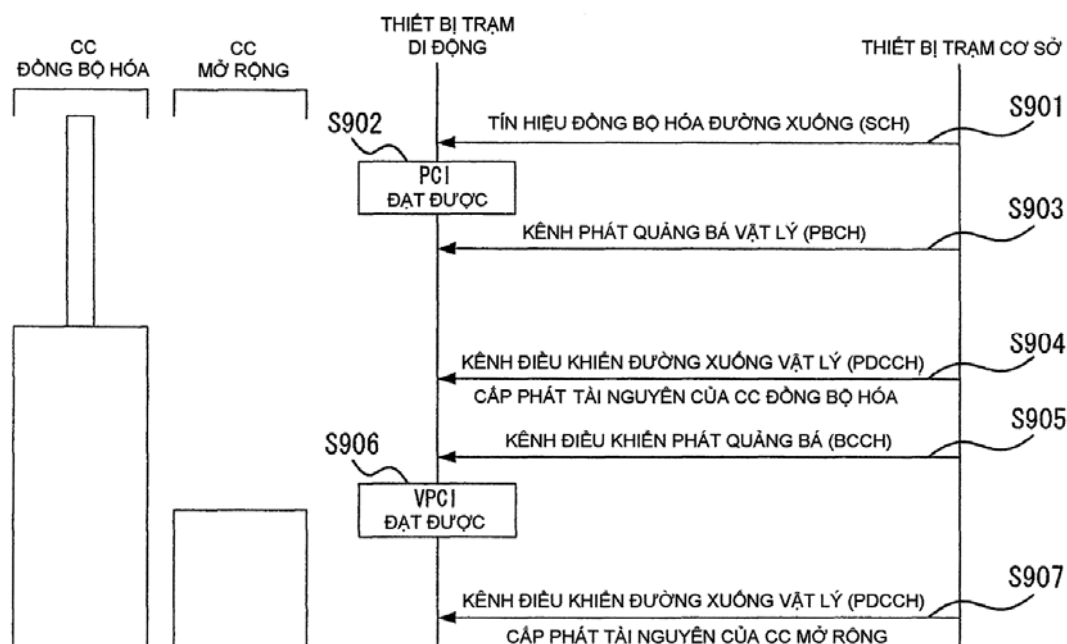 CC
ĐỒNG BỘ HÓA
CC
MỞ RỘNG
THIẾT BỊ TRẠM
DI ĐỘNG
THIẾT BỊ TRẠM CƠ SỞ
S901
TÍN HIỆU ĐỒNG BỘ HÓA ĐƯỜNG XUỐNG (SCH)
S902
PCI
ĐẠT ĐƯỢC
S903
KÊNH PHÁT QUẢNG BÁ VẬT LÝ (PBCH)
S904
KÊNH ĐIỀU KHIỂN ĐƯỜNG XUỐNG VẬT LÝ (PDCCH)
CẤP PHÁT TÀI NGUYÊN CỦA CC ĐỒNG BỘ HÓA
S905
KÊNH ĐIỀU KHIỂN PHÁT QUẢNG BÁ (BCCH)
S906
VPCI
ĐẠT ĐƯỢC
S907
KÊNH ĐIỀU KHIỂN ĐƯỜNG XUỐNG VẬT LÝ (PDCCH)
CẤP PHÁT TÀI NGUYÊN CỦA CC MỞ RỘNG